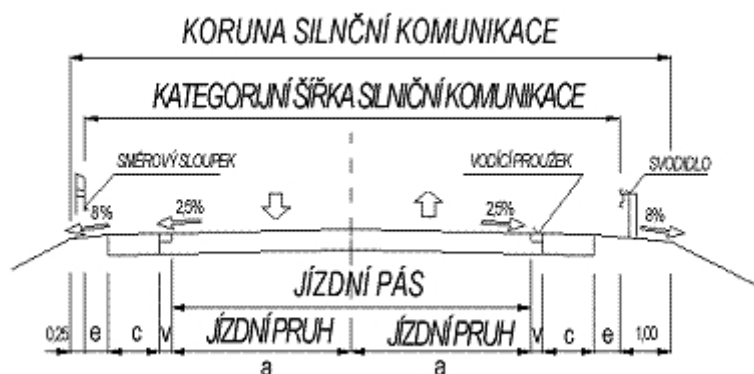 KORUNA SILNČNÍ KOMUNIKACE
KATEGORIJNÍ ŠÍŘKA SILNIČNÍ KOMUNIKACE
SMĚROVÝ SLOUPEK
VODÍCÍ PROUŽEK
SVODIDLO
8%
2,5%
2,5%
8%
JÍZDNÍ PÁS
0,25
e
c
v
JÍZDNÍ PRUH
JÍZDNÍ PRUH
v
c
e
1,00
a
a